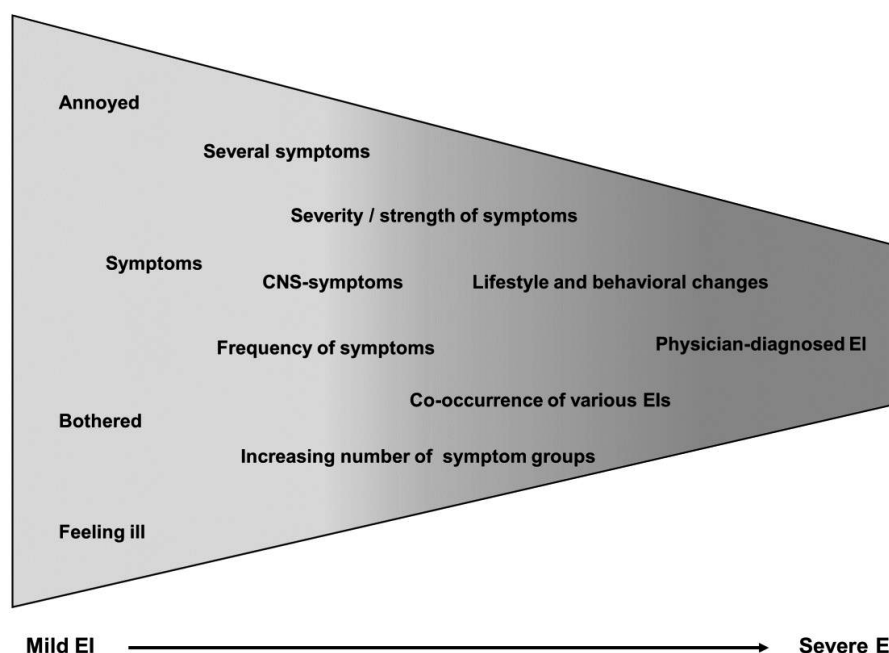 Annoyed
Several symptoms
Severity / strength of symptoms
Symptoms
CNS-symptoms
Lifestyle and behavioral changes
Frequency of symptoms
Physician-diagnosed EI
Co-occurrence of various EIs
Bothered
Increasing number of symptom groups
Feeling ill
Mild EI
Severe E